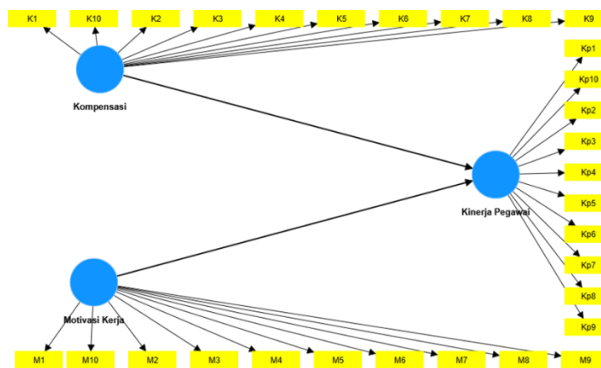 K1 K10 K2 K3 K4 K5 K6 K7 K8 K9
Kp1
Kompensasi
Kp10
Kp2
Kp3
Kp4
Kp5
Kinerja Pegawai
Kp6
Kp7
Kp8
Motivasi Kerja
Kp9
M1 M10 M2 M3 M4 M5 M6 M7 M8 M9